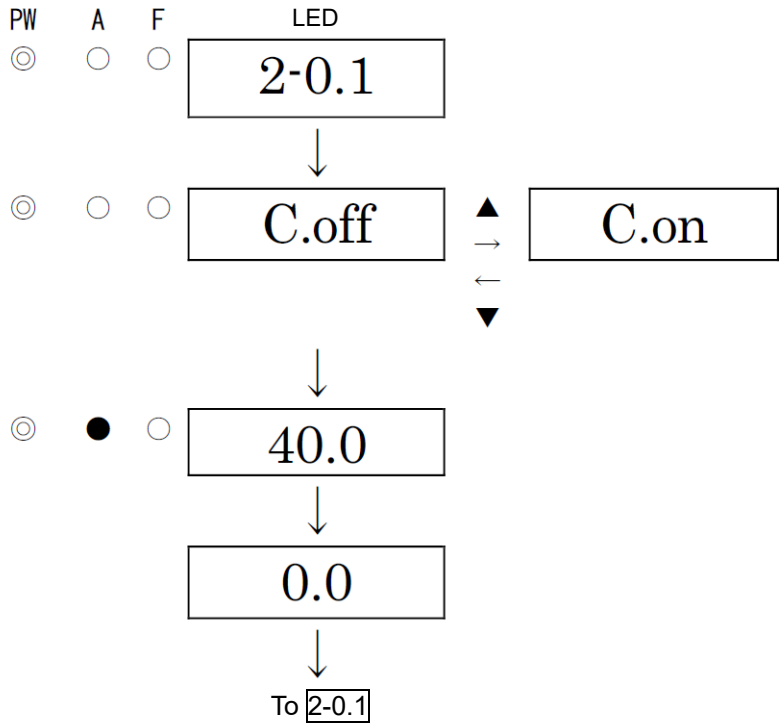 PW A F LED
2-0.1
C.off ▲ → ← ▼ C.on
40.0
0.0
To 2-0.1